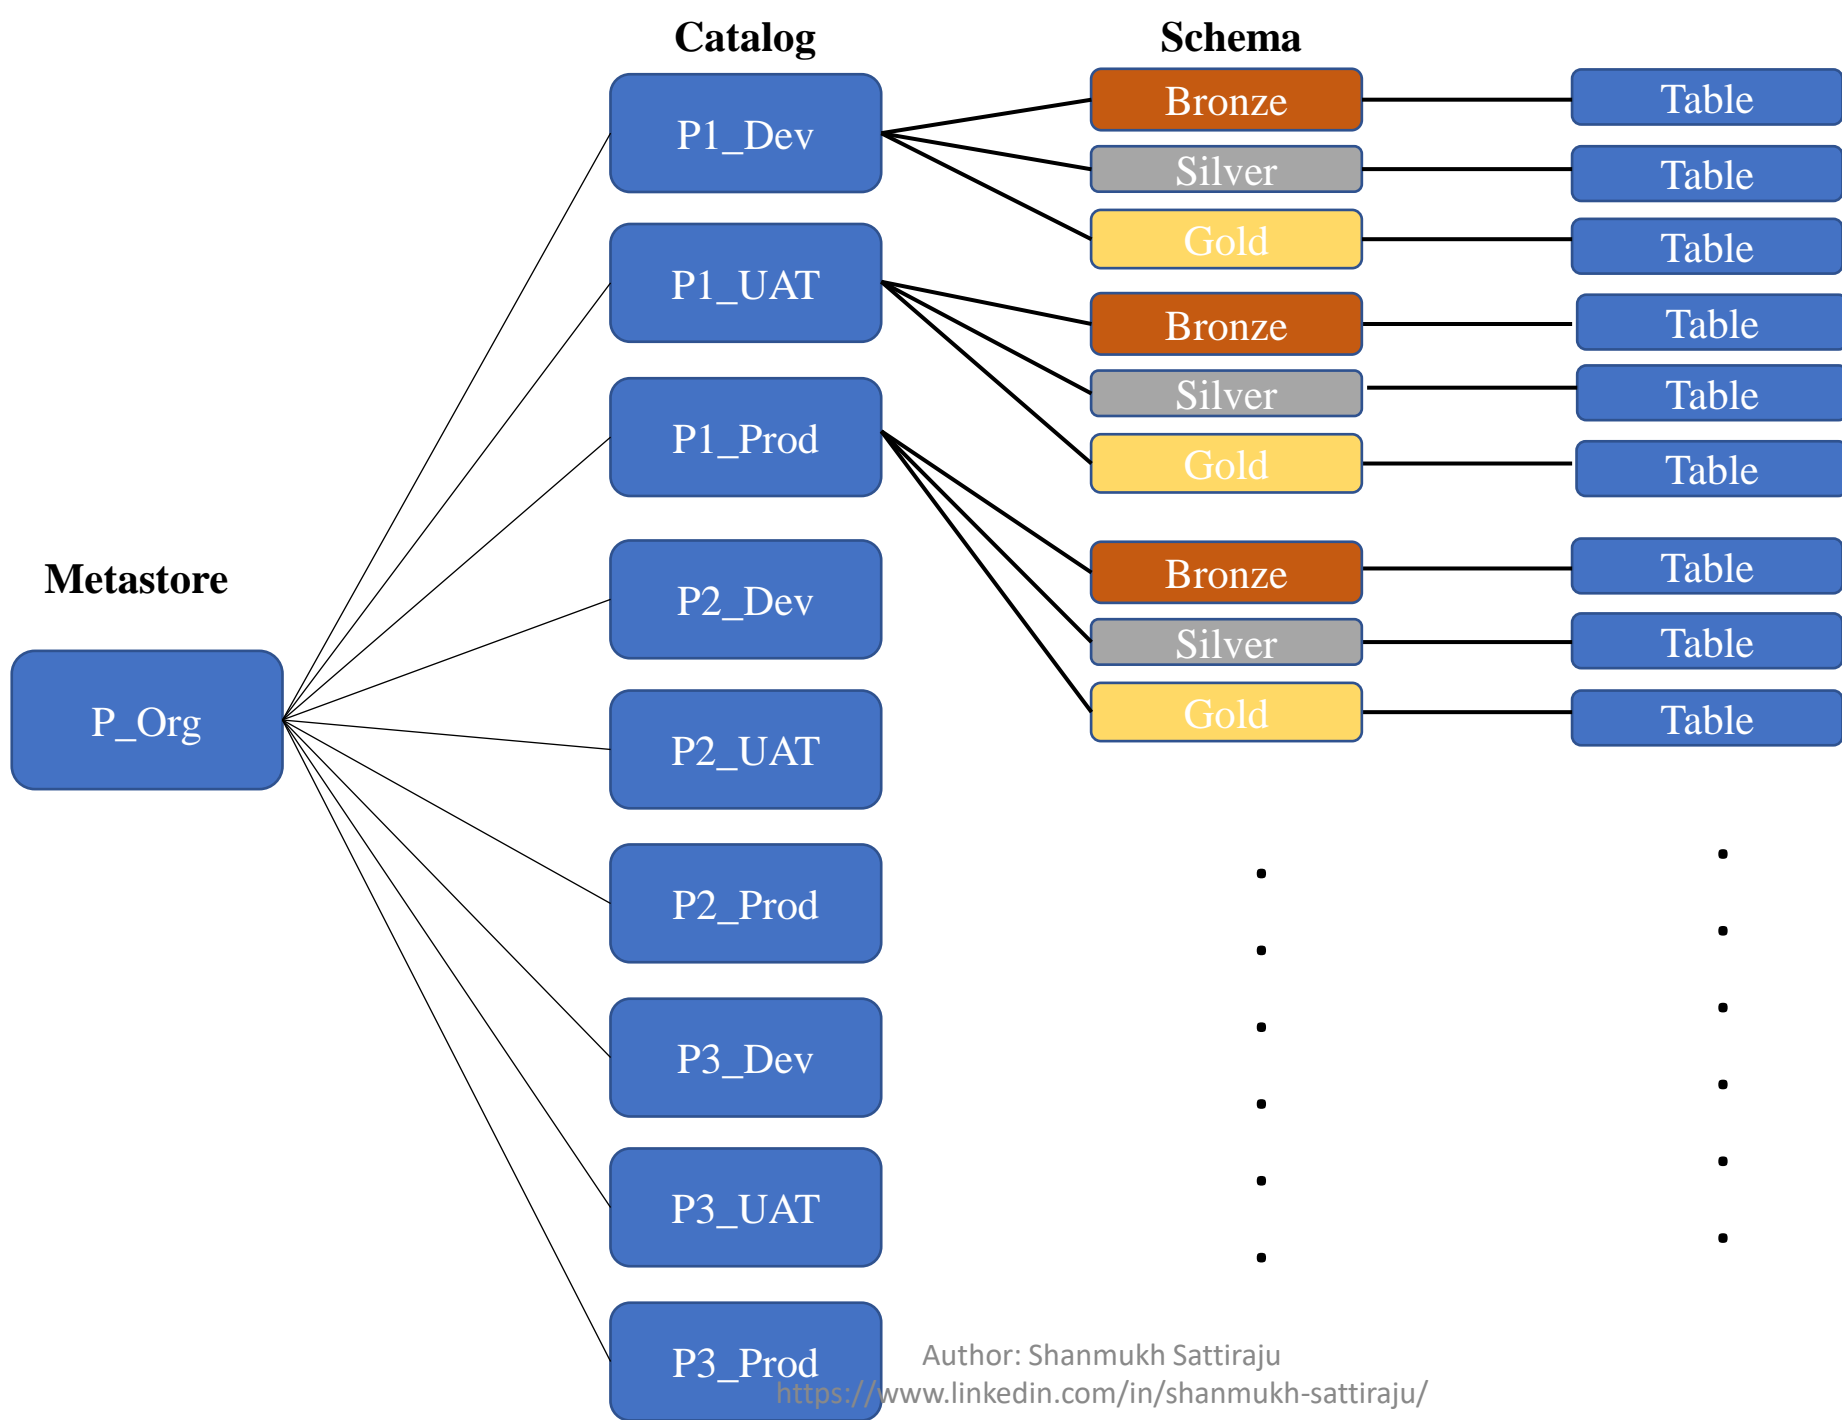 Catalog
Schema
P1_Dev
Bronze
Table
Silver
Table
Gold
Table
P1_UAT
Bronze
Table
Silver
Table
Gold
Table
P1_Prod
Bronze
Table
Silver
Table
Gold
Table
Metastore
P_Org
P2_Dev
P2_UAT
P2_Prod
P3_Dev
P3_UAT
P3_Prod
Author: Shanmukh Sattiraju
https://www.linkedin.com/in/shanmukh-sattiraju/